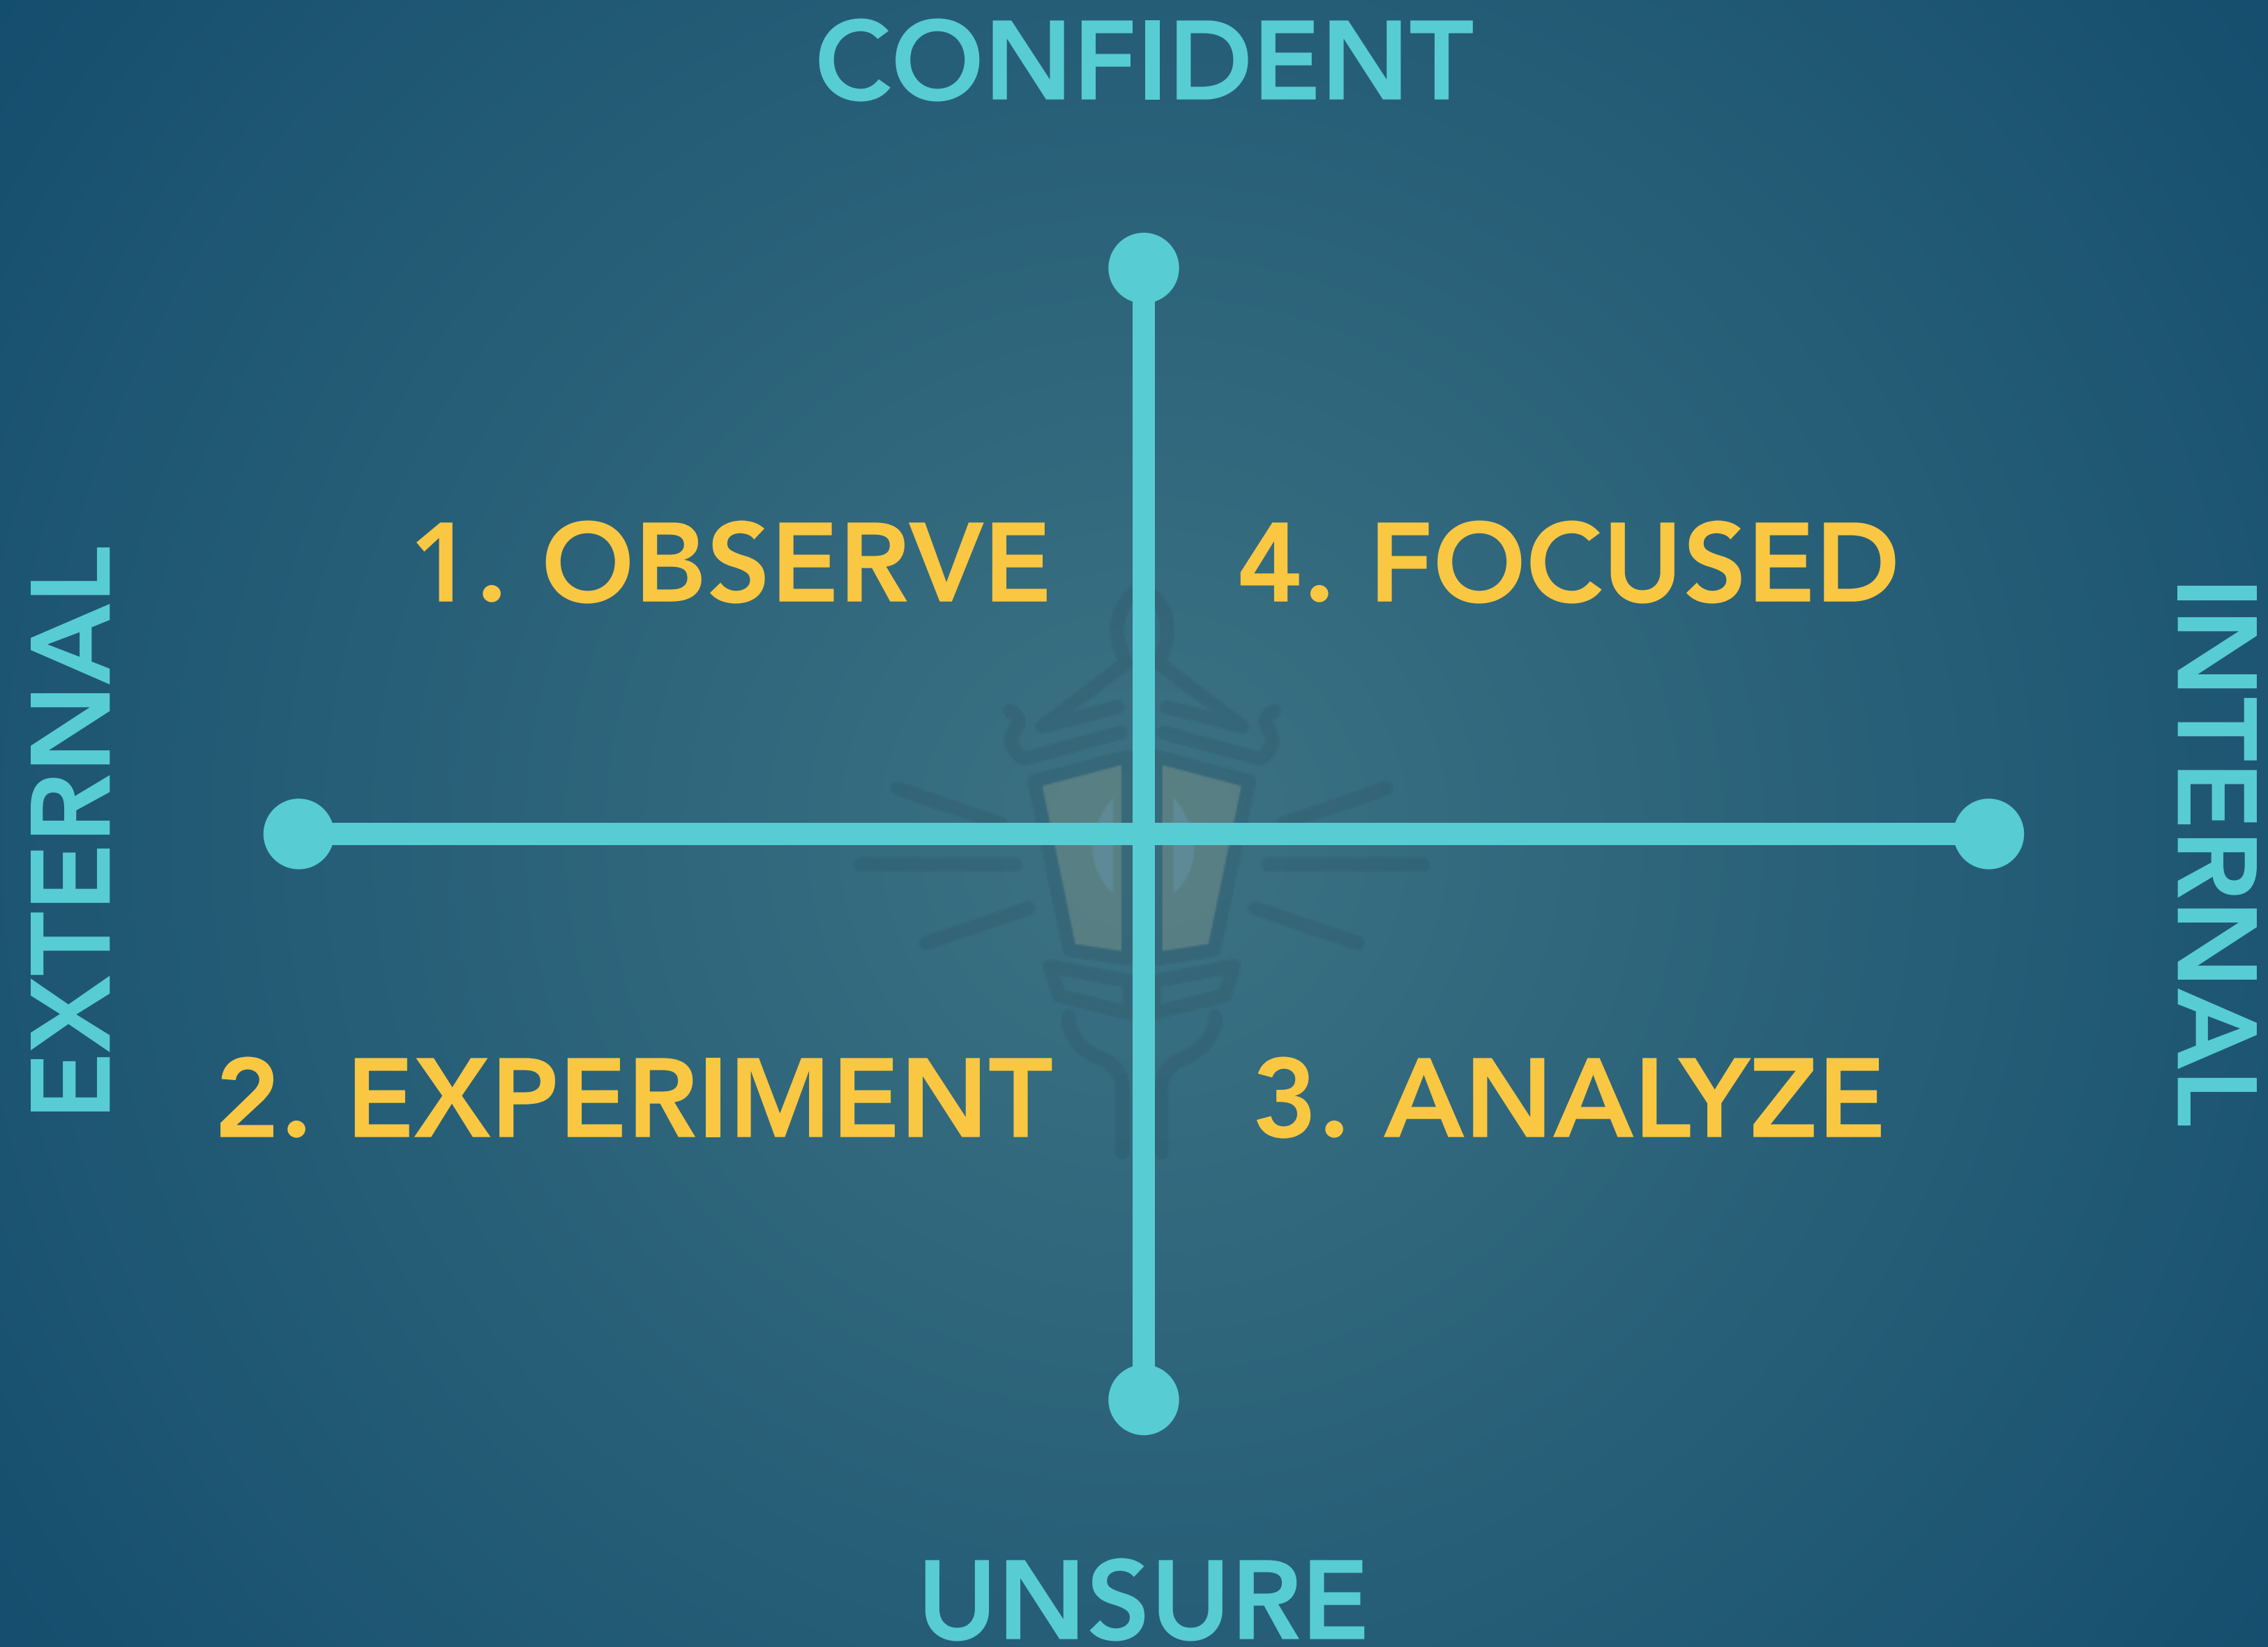 CONFIDENT
1. OBSERVE
4. FOCUSED
EXTERNAL
INTERNAL
2. EXPERIMENT
3. ANALYZE
UNSURE